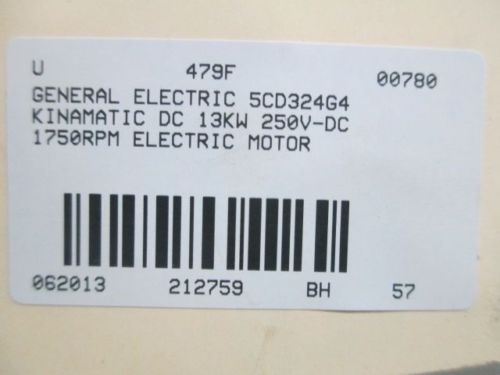 U 479F 00780
GENERAL ELECTRIC 5CD324G4
KINAMATIC DC 13KW 250V-DC
1750RPM ELECTRIC MOTOR
062013 212759 BH 57